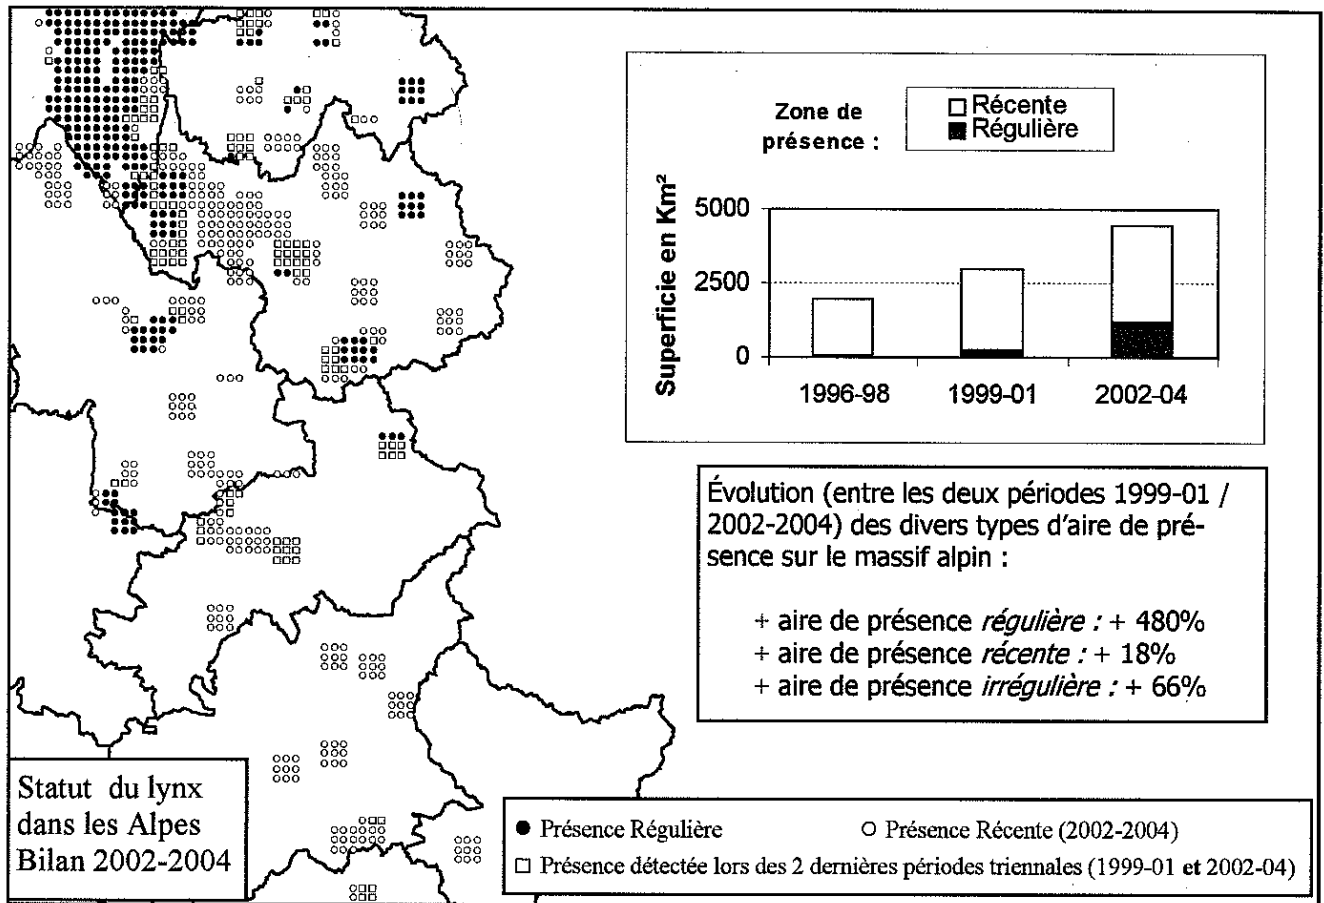 Zone de
présence :
Récente
Régulière
Superficie en Km²
5000
2500
0
1996-98
1999-01
2002-04
Évolution (entre les deux périodes 1999-01 /
2002-2004) des divers types d'aire de pré-
sence sur le massif alpin :
+ aire de présence régulière : + 480%
+ aire de présence récente : + 18%
+ aire de présence irrégulière : + 66%
Statut du lynx
dans les Alpes
Bilan 2002-2004
Présence Régulière
Présence Récente (2002-2004)
Présence détectée lors des 2 dernières périodes triennales (1999-01 et 2002-04)